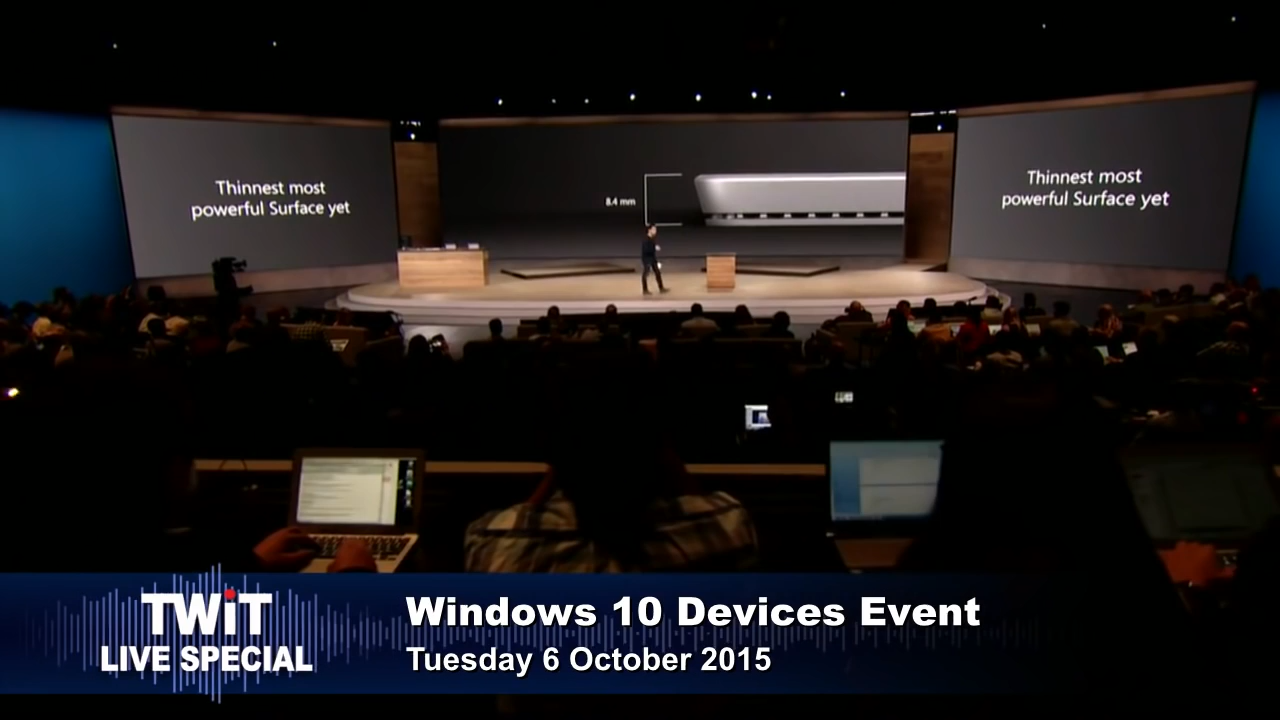 Thinnest most
powerful Surface yet
8.4 mm
Thinnest most
powerful Surface yet
TWiT
LIVE SPECIAL
Windows 10 Devices Event
Tuesday 6 October 2015